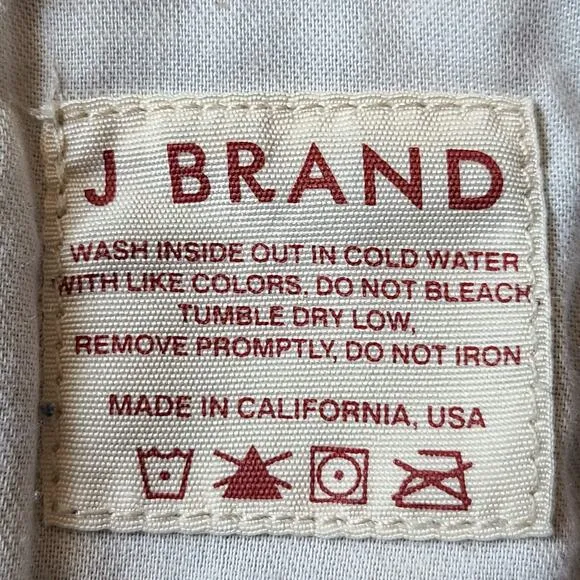 J BRAND
WASH INSIDE OUT IN COLD WATER
WITH LIKE COLORS, DO NOT BLEACH,
TUMBLE DRY LOW,
REMOVE PROMPTLY, DO NOT IRON
MADE IN CALIFORNIA, USA